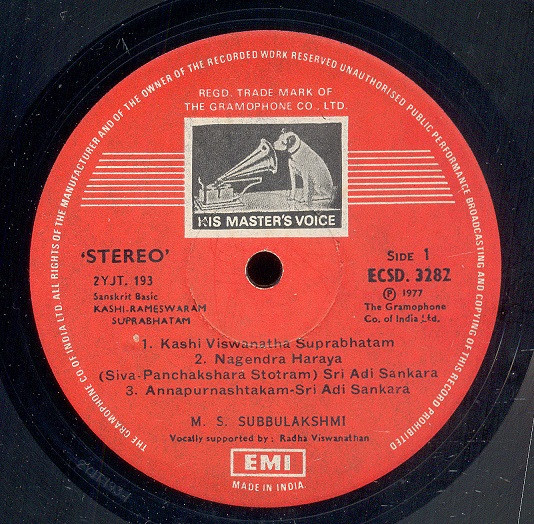 THE GRAMOPHONE CO OF INDIA LTD. ALL RIGHTS OF THE MANUFACTURER AND OF THE OWNER OF THE RECORDED WORK RESERVED UNAUTHORISED PUBLIC PERFORMANCE BROADCASTING AND COPYING OF THIS RECORD PROHIBITED
REGD. TRADE MARK OF
THE GRAMOPHONE CO., LTD.
HIS MASTER'S VOICE
'STEREO'
2YJT. 193
Sanskrit Basic
KASHI-RAMESWARAM
SUPRABHATAM
SIDE 1
ECSD. 3282
Ⓟ 1977
The Gramophone
Co. of India Ltd.
1. Kashi Viswanatha Suprabhatam
2. Nagendra Haraya
(Siva-Panchakshara Stotram) Sri Adi Sankara
3. Annapurnashtakam-Sri Adi Sankara
M. S. SUBBULAKSHMI
Vocally supported by: Radha Viswanathan
EMI
MADE IN INDIA